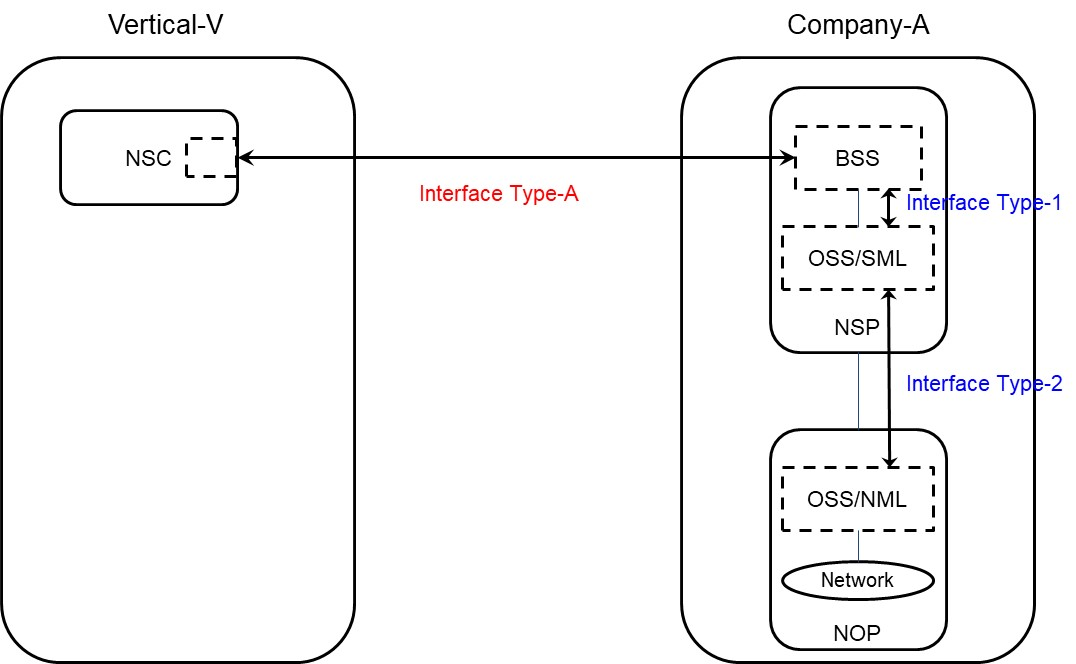 Vertical-V
Company-A
NSC
BSS
Interface Type-A
Interface Type-1
OSS/SML
NSP
Interface Type-2
OSS/NML
Network
NOP